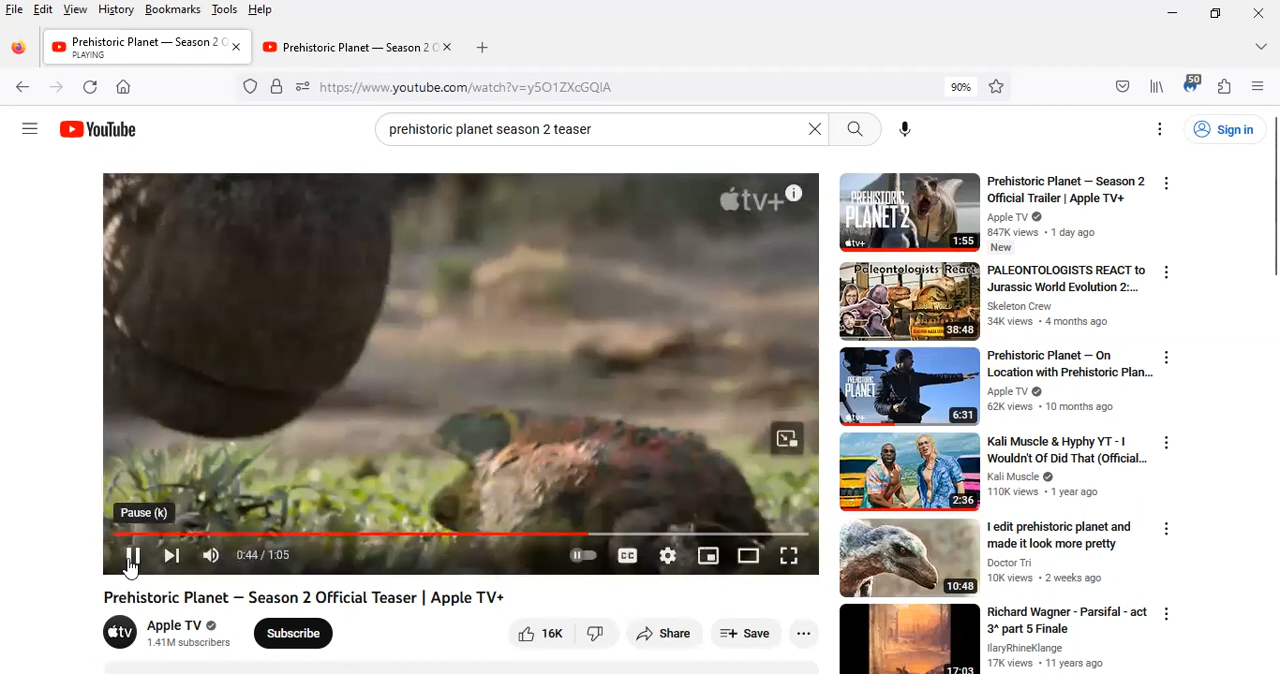 File Edit View History Bookmarks Tools Help
Prehistoric Planet — Season 2 O
PLAYING
Prehistoric Planet — Season 2 O
https://www.youtube.com/watch?v=y5O1ZXcGQIA
90%
50
YouTube
prehistoric planet season 2 teaser
Sign in
tv+
Pause (k)
0:44 / 1:05
CC
Prehistoric Planet — Season 2 Official Teaser | Apple TV+
tv
Apple TV
1.41M subscribers
Subscribe
16K
Share
Save
PREHISTORIC
PLANET 2
tv+
1:55
Prehistoric Planet — Season 2
Official Trailer | Apple TV+
Apple TV
847K views • 1 day ago
New
Paleontologists React
38:48
PALEONTOLOGISTS REACT to
Jurassic World Evolution 2:...
Skeleton Crew
34K views • 4 months ago
PREHISTORIC
PLANET
6:31
Prehistoric Planet — On
Location with Prehistoric Plan...
Apple TV
62K views • 10 months ago
2:36
Kali Muscle & Hyphy YT - I
Wouldn't Of Did That (Official...
Kali Muscle
110K views • 1 year ago
10:48
I edit prehistoric planet and
made it look more pretty
Doctor Tri
10K views • 2 weeks ago
17:03
Richard Wagner - Parsifal - act
3^ part 5 Finale
IlaryRhineKlange
17K views • 11 years ago